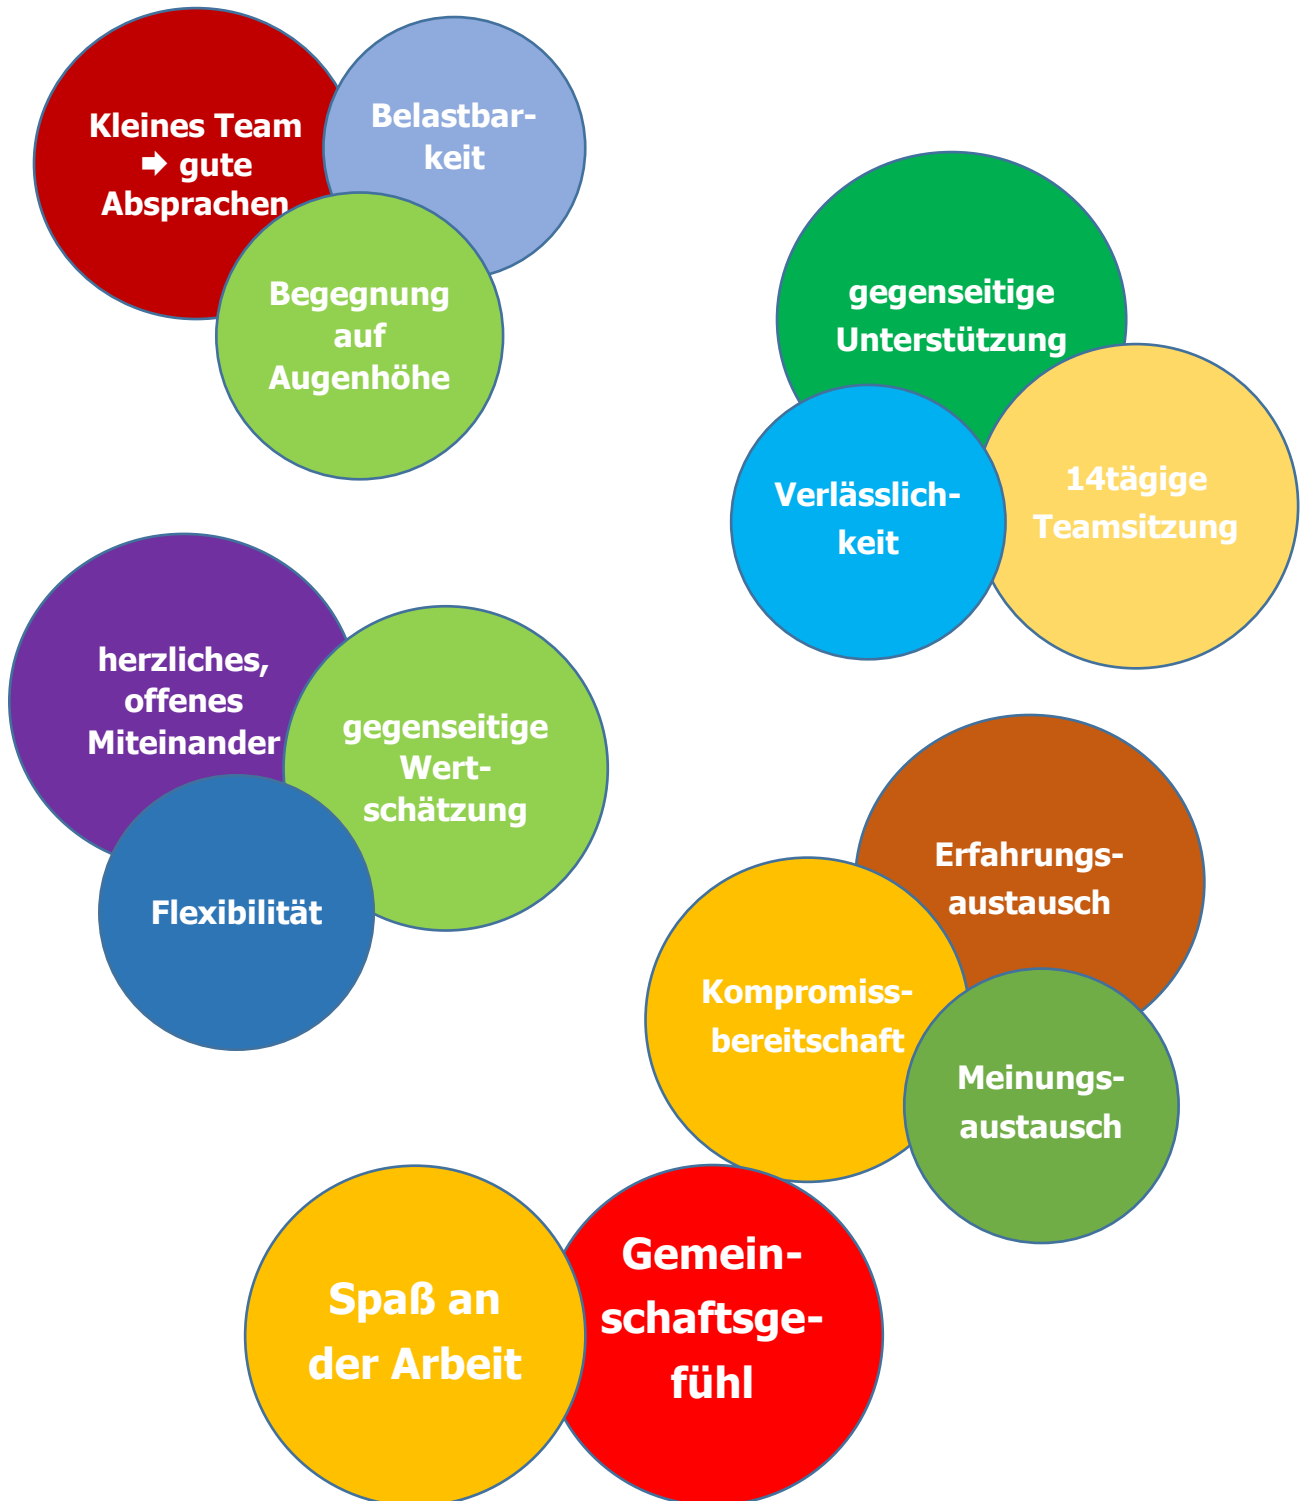 Kleines Team
➡ gute
Absprachen
Belastbar-
keit
Begegnung
auf
Augenhöhe
gegenseitige
Unterstützung
Verlässlich-
keit
14tägige
Teamsitzung
herzliches,
offenes
Miteinander
gegenseitige
Wert-
schätzung
Flexibilität
Erfahrungs-
austausch
Kompromiss-
bereitschaft
Meinungs-
austausch
Spaß an
der Arbeit
Gemein-
schaftsge-
fühl